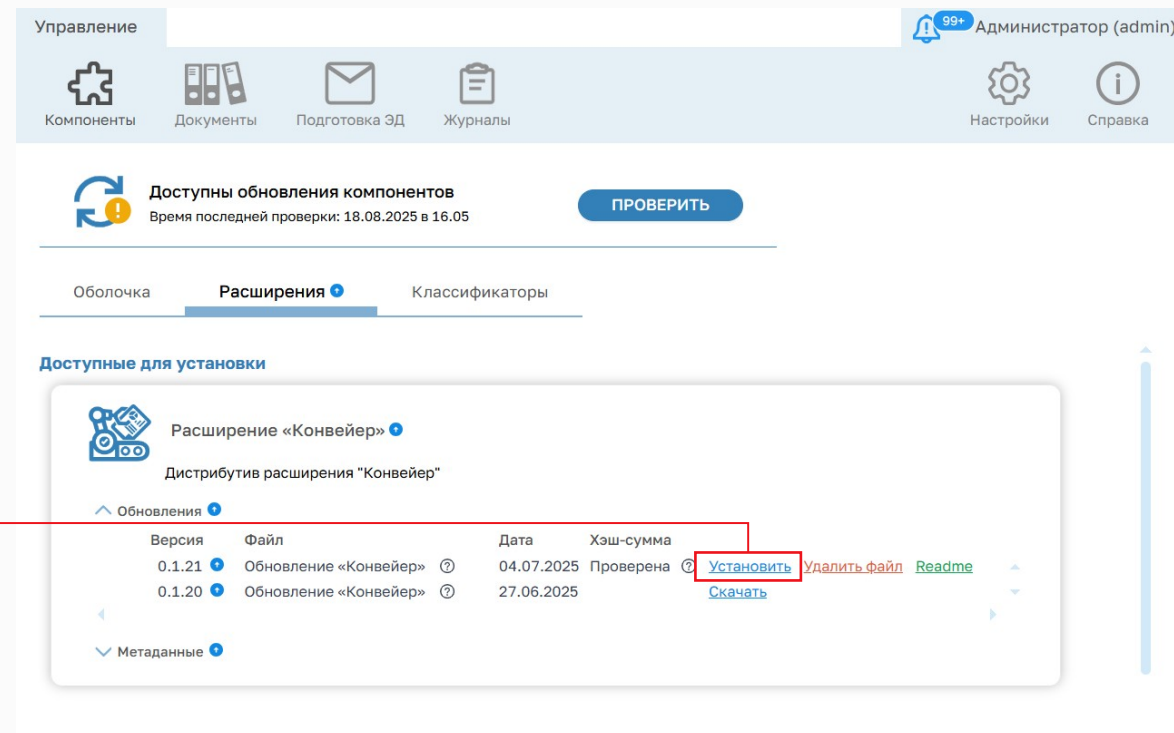 Управление
99+ Администратор (admin)
Компоненты Документы Подготовка ЭД Журналы Настройки Справка
Доступны обновления компонентов
Время последней проверки: 18.08.2025 в 16.05
ПРОВЕРИТЬ
Оболочка Расширения Классификаторы
Доступные для установки
Расширение «Конвейер»
Дистрибутив расширения "Конвейер"
Обновления
Версия Файл Дата Хэш-сумма
0.1.21 Обновление «Конвейер» 04.07.2025 Проверена Установить Удалить файл Readme
0.1.20 Обновление «Конвейер» 27.06.2025 Скачать
Метаданные